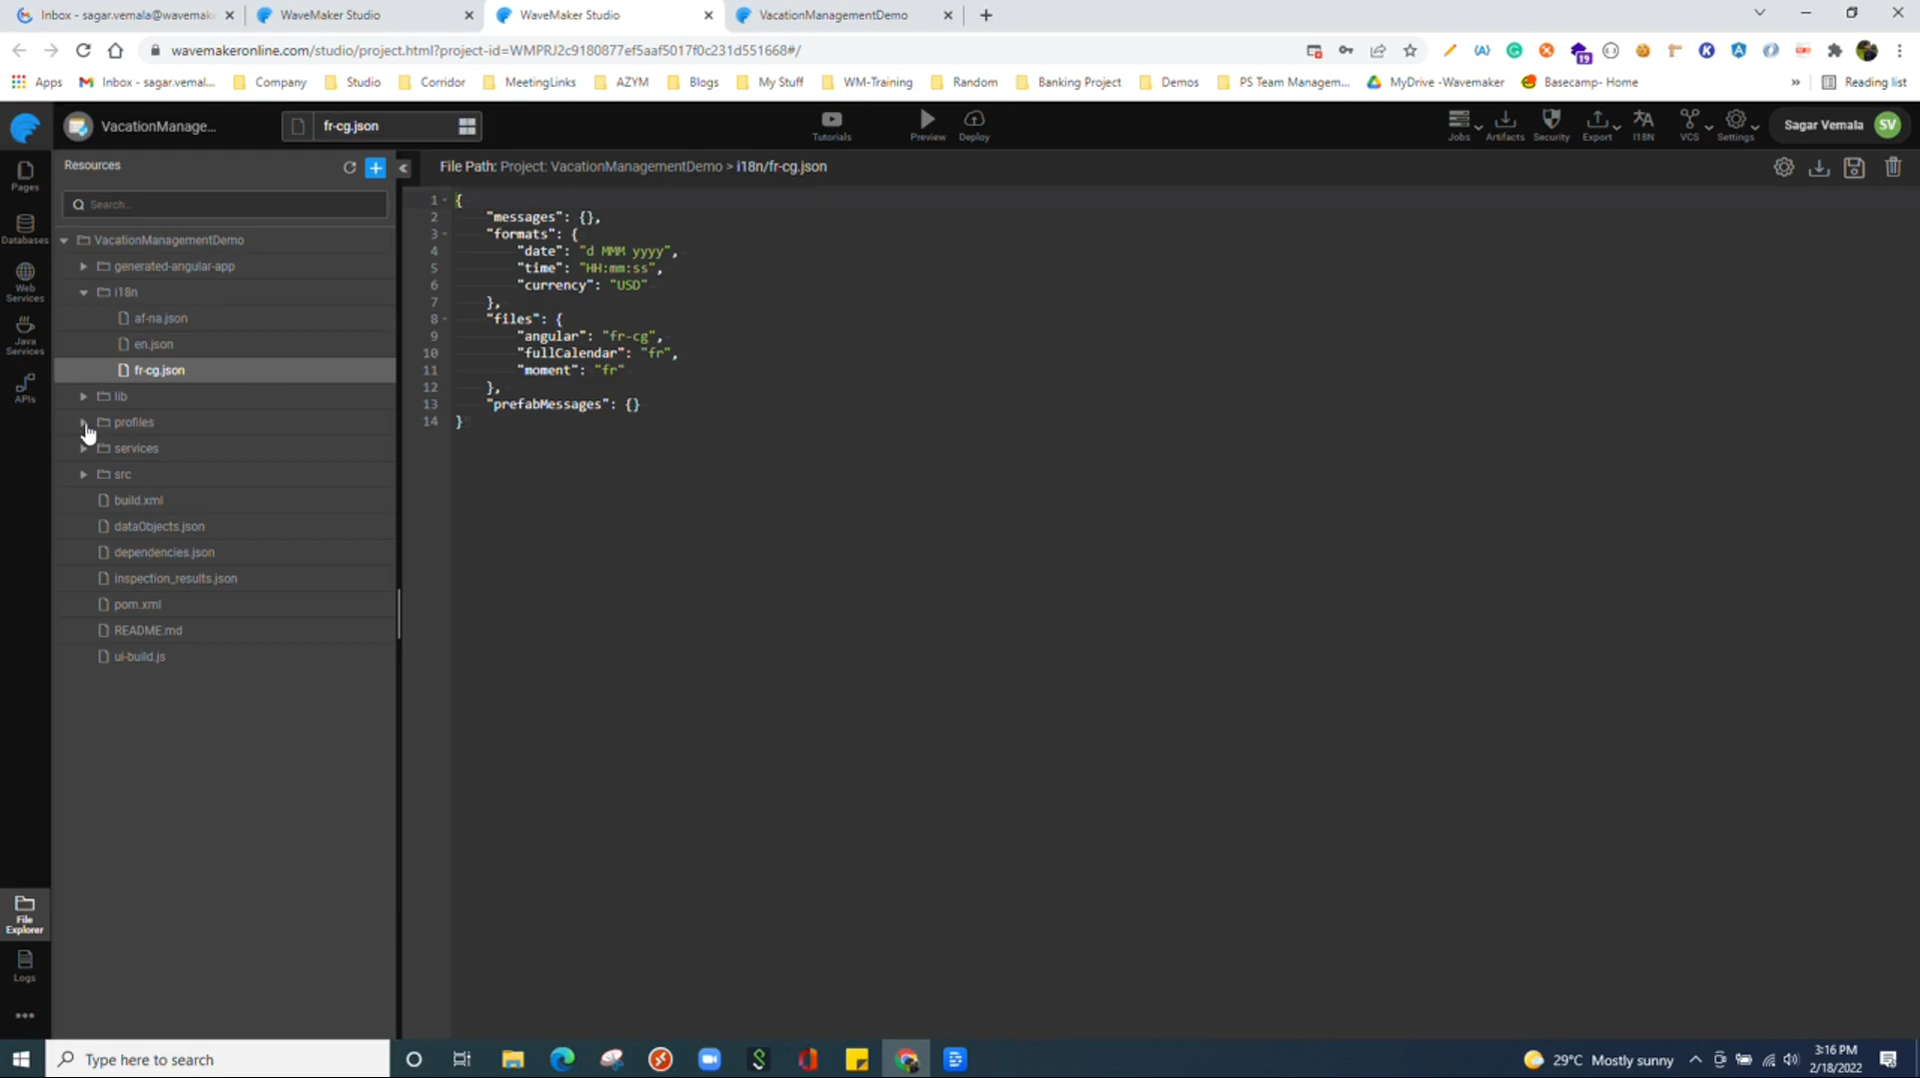 Inbox - sagar.vemala@wavemak
WaveMaker Studio
WaveMaker Studio
VacationManagementDemo
wavemakeronline.com/studio/project.html?project-id=WMPRJ2c9180877ef5aaf5017f0c231d551668#/
19
Apps
Inbox - sagar.vemal...
Company
Studio
Corridor
MeetingLinks
AZYM
Blogs
My Stuff
WM-Training
Random
Banking Project
Demos
PS Team Managem...
MyDrive -Wavemaker
Basecamp- Home
»
Reading list
VacationManage...
fr-cg.json
Tutorials
Preview
Deploy
Jobs
Artifacts
Security
Export
I18N
VCS
Settings
Sagar Vemala
SV
Pages
Databases
Web Services
Java Services
APIs
File Explorer
Logs
Resources
Search...
VacationManagementDemo
generated-angular-app
i18n
af-na.json
en.json
fr-cg.json
lib
profiles
services
src
build.xml
dataObjects.json
dependencies.json
inspection_results.json
pom.xml
README.md
ui-build.js
File Path: Project: VacationManagementDemo > i18n/fr-cg.json
1 {
2 "messages": {},
3 "formats": {
4 "date": "d MMM yyyy",
5 "time": "HH:mm:ss",
6 "currency": "USD"
7 },
8 "files": {
9 "angular": "fr-cg",
10 "fullCalendar": "fr",
11 "moment": "fr"
12 },
13 "prefabMessages": {}
14 }
Type here to search
29°C Mostly sunny
3:16 PM
2/18/2022